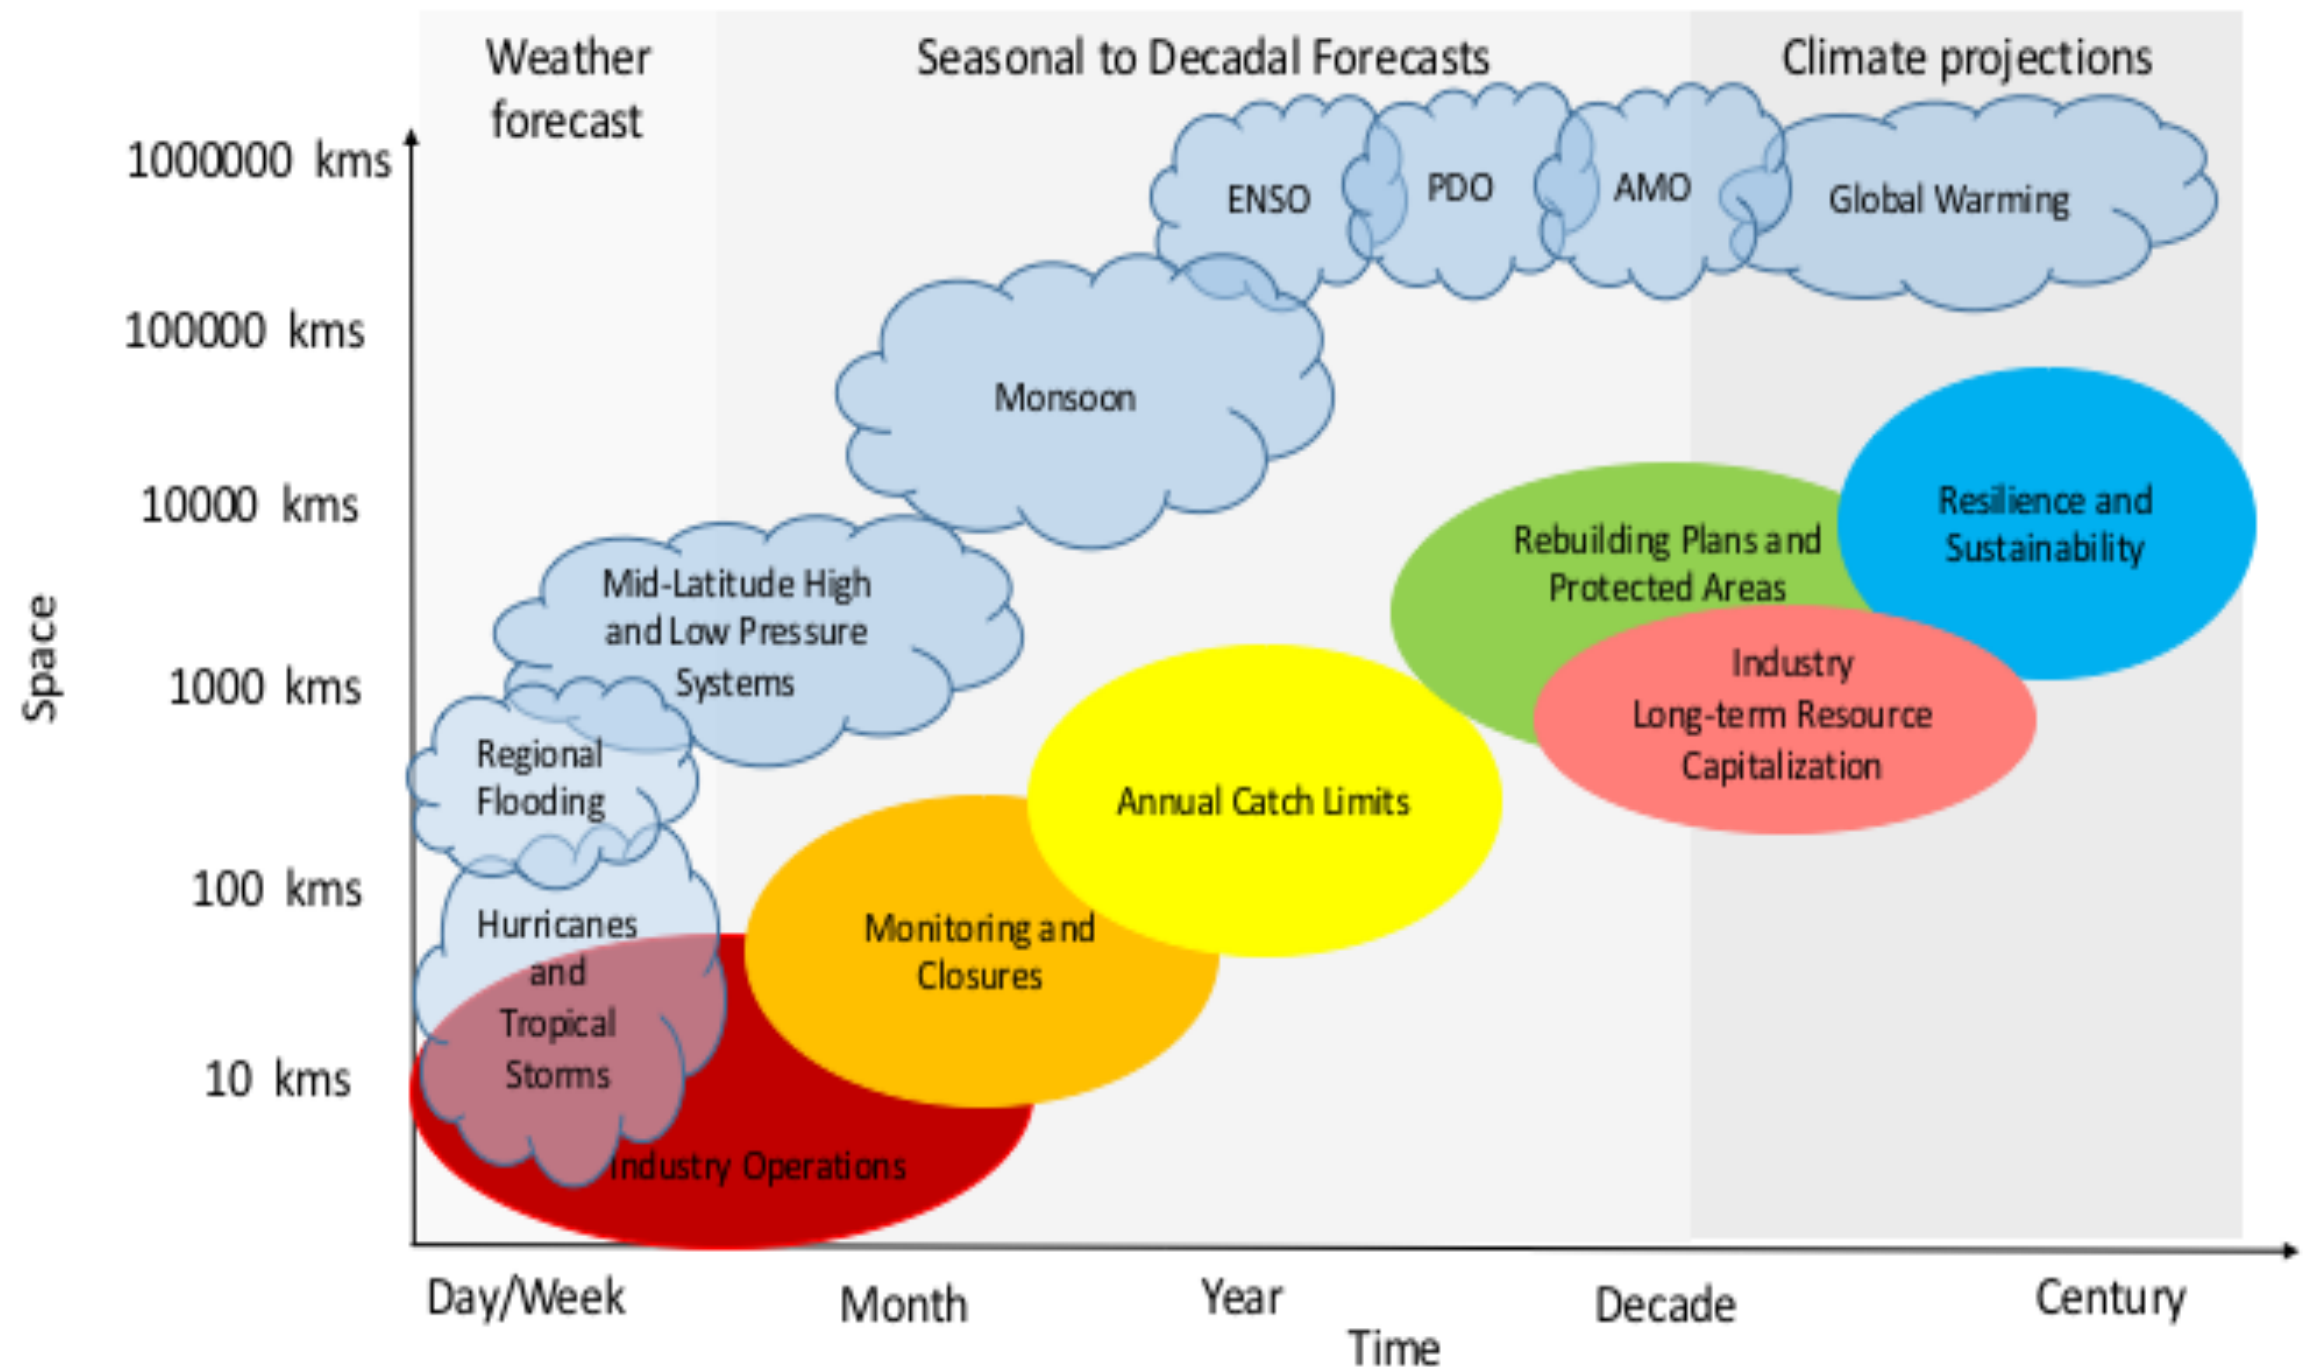 Weather
forecast
Seasonal to Decadal Forecasts
Climate projections
1000000 kms
100000 kms
10000 kms
1000 kms
100 kms
10 kms
Space
ENSO
PDO
AMO
Global Warming
Monsoon
Mid-Latitude High
and Low Pressure
Systems
Regional
Flooding
Hurricanes
and
Tropical
Storms
Resilience and
Sustainability
Rebuilding Plans and
Protected Areas
Industry
Long-term Resource
Capitalization
Annual Catch Limits
Monitoring and
Closures
Industry Operations
Day/Week
Month
Year
Decade
Century
Time